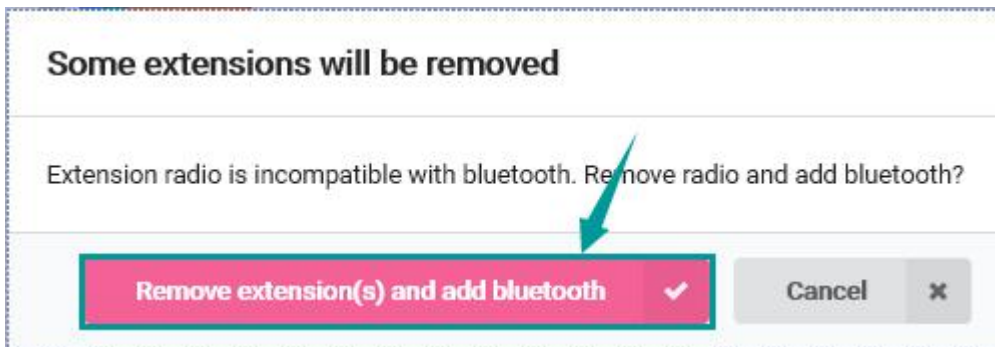 Some extensions will be removed
Extension radio is incompatible with bluetooth. Remove radio and add bluetooth?
Remove extension(s) and add bluetooth
Cancel